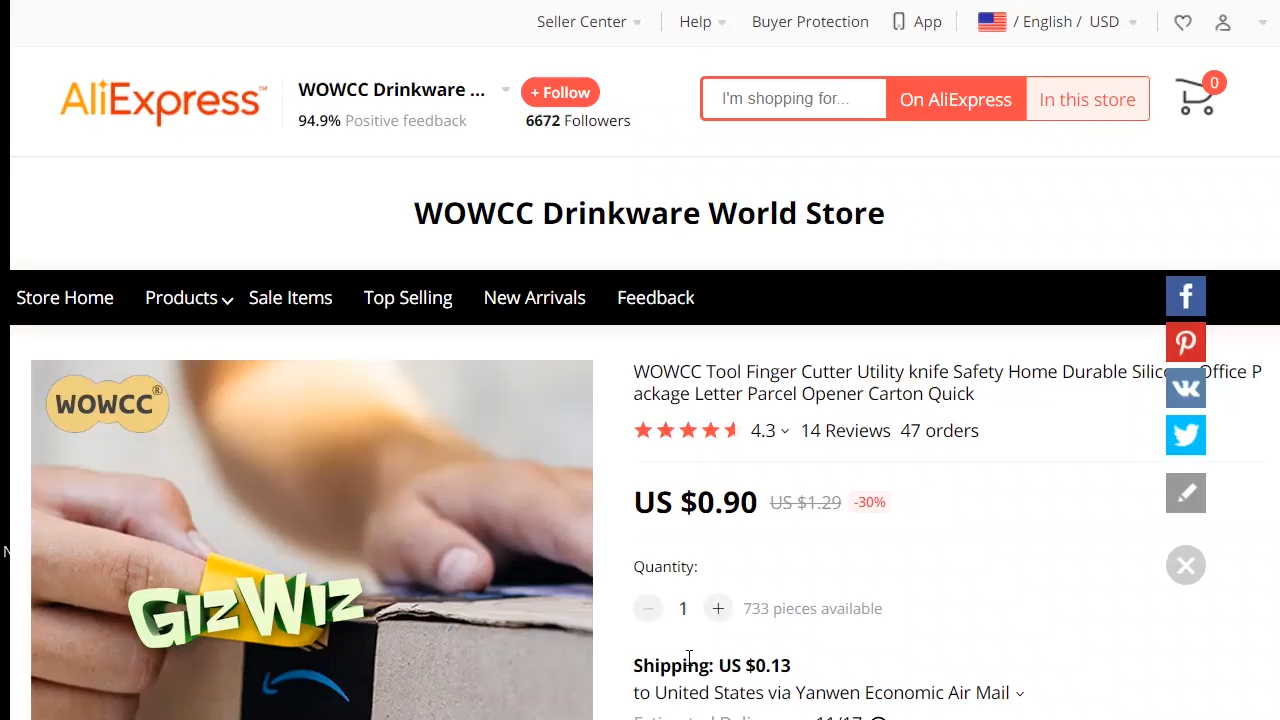 Seller Center
Help
Buyer Protection
App
/ English / USD
AliExpress™
WOWCC Drinkware ...
+ Follow
94.9% Positive feedback
6672 Followers
I'm shopping for...
On AliExpress
In this store
0
WOWCC Drinkware World Store
Store Home
Products
Sale Items
Top Selling
New Arrivals
Feedback
WOWCC®
WOWCC Tool Finger Cutter Utility knife Safety Home Durable Office P
ackage Letter Parcel Opener Carton Quick
4.3
14 Reviews
47 orders
US $0.90
US $1.29
-30%
Quantity:
1
733 pieces available
GizWiz
Shipping: US $0.13
to United States via Yanwen Economic Air Mail